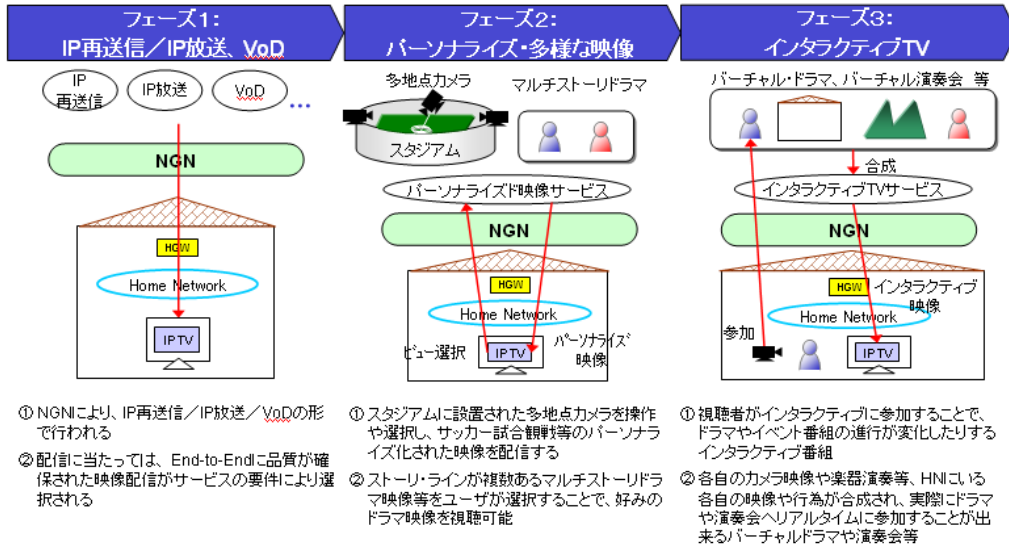 フェーズ1:
IP再送信/IP放送、VoD
IP
再送信
IP放送
VoD
...
NGN
HGW
Home Network
IPTV
① NGNにより、IP再送信/IP放送/VoDの形
で行われる
② 配信に当たっては、End-to-Endに品質が確
保された映像配信がサービスの要件により選
択される
フェーズ2:
パーソナライズ・多様な映像
多地点カメラ
マルチストーリドラマ
スタジアム
パーソナライズド映像サービス
NGN
HGW
Home Network
ビュー選択
IPTV
パーソナライズ
映像
① スタジアムに設置された多地点カメラを操作
や選択し、サッカー試合観戦等のパーソナラ
イズ化された映像を配信する
② ストーリ・ラインが複数あるマルチストーリドラ
マ映像等をユーザが選択することで、好みの
ドラマ映像を視聴可能
フェーズ3:
インタラクティブTV
バーチャル・ドラマ、バーチャル演奏会 等
合成
インタラクティブTVサービス
NGN
HGW
インタラクティブ
映像
Home Network
参加
IPTV
① 視聴者がインタラクティブに参加することで、
ドラマやイベント番組の進行が変化したりする
インタラクティブ番組
② 各自のカメラ映像や楽器演奏等、HNにいる
各自の映像や行為が合成され、実際にドラマ
や演奏会へリアルタイムに参加することが出
来るバーチャルドラマや演奏会等